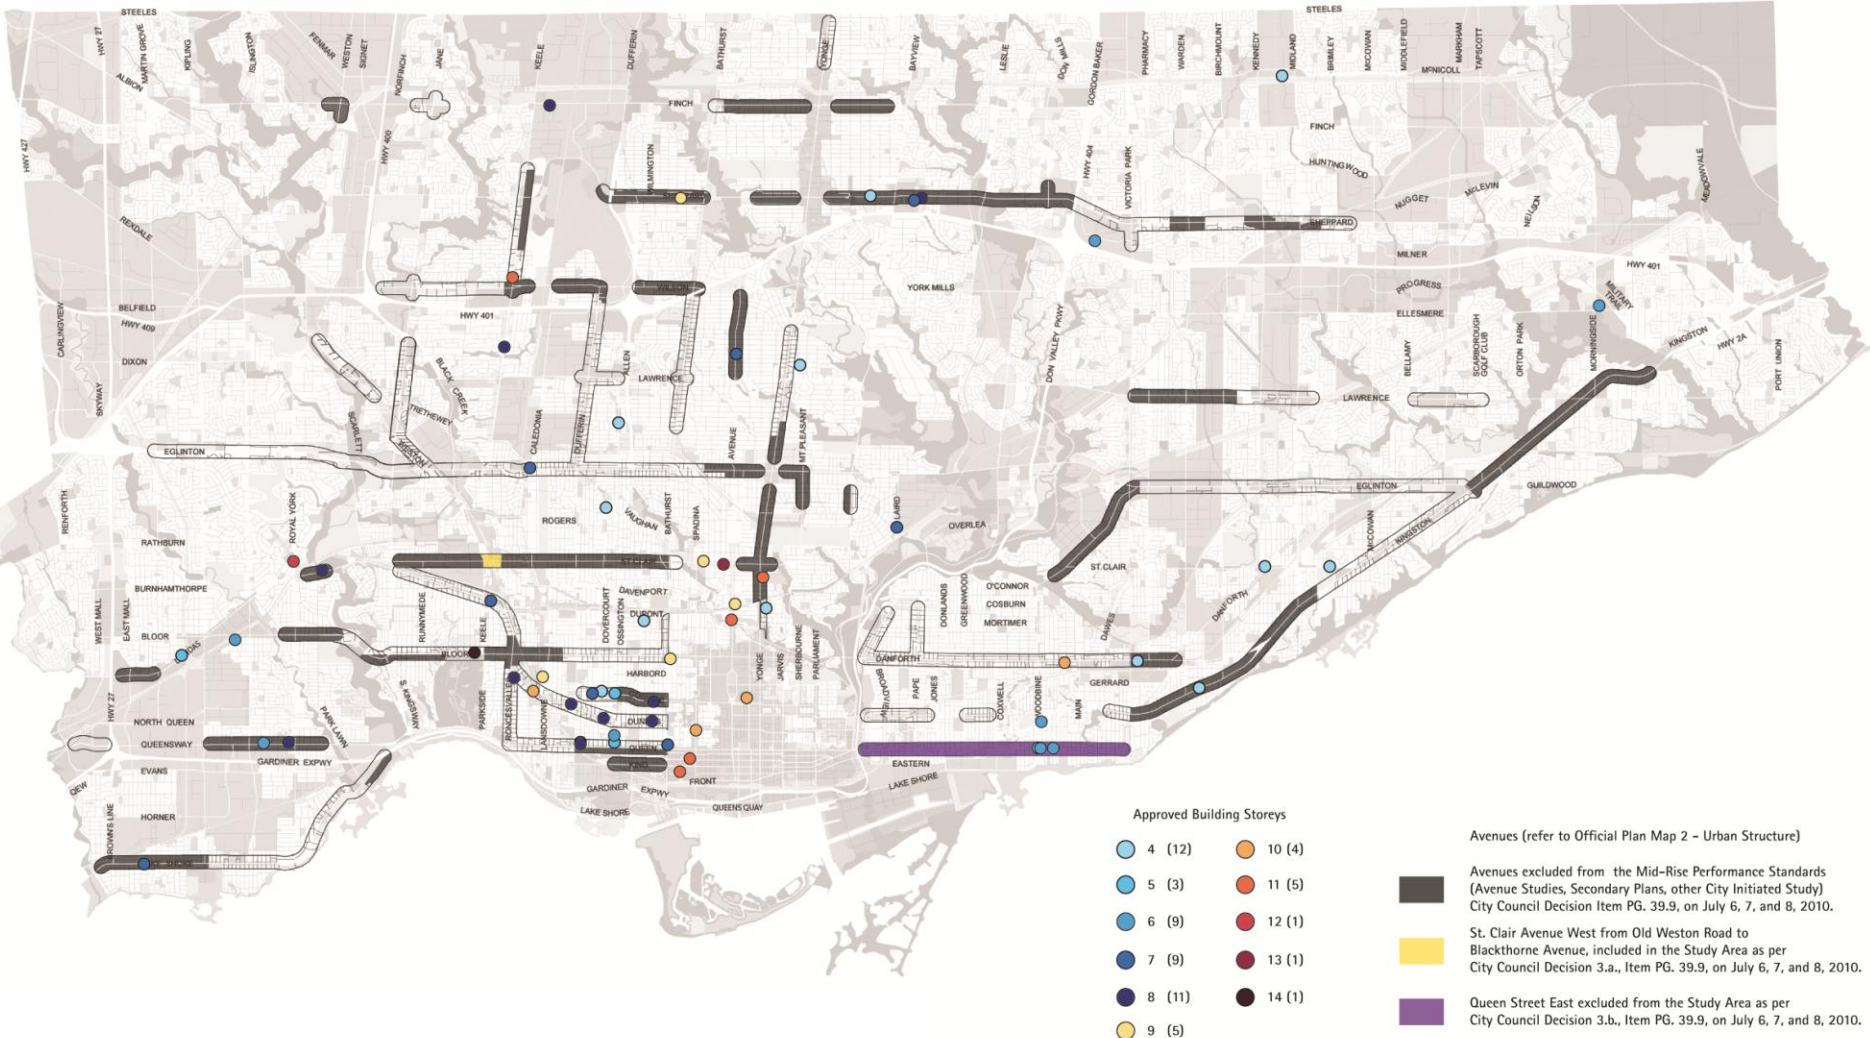 STEELES
STEELES
HWY 27
MARTIN GROVE
KIPLING
ISLINGTON
FENMAR
WESTON
SIGNET
NORFINCH
JANE
KEELE
DUFFERIN
BATHURST
YONGE
BAYVIEW
LESLIE
DON MILLS
GORDON BAKER
PHARMACY
WARDEN
BIRCHMOUNT
KENNEDY
MIDLAND
BRIMLEY
McCOWAN
MIDDLEFIELD
MARKHAM
TAPSCOTT
McNICOLL
ALBION
FINCH
FINCH
HWY 427
HWY 400
WILMINGTON
HWY 404
VICTORIA PARK
HUNTINGWOOD
NUGGET
McLEVIN
NEILSON
MEADOWVALE
REXDALE
SHEPPARD
MILNER
HWY 401
PROGRESS
MILITARY TRAIL
YORK MILLS
ELLESMERE
WILSON
CARLINGVIEW
BELFIELD
HWY 409
HWY 401
DIXON
BLACK CREEK
ALLEN
LAWRENCE
DON VALLEY PKWY
BELLAMY
SCARBOROUGH
GOLF CLUB
ORTON PARK
MORNINGSIDE
KINGSTON
HWY 2A
PORT UNION
SKYWAY
SCARLETT
TRETHEWEY
WESTON
CALEDONIA
DUFFERIN
AVENUE
MT PLEASANT
LAWRENCE
EGLINTON
EGLINTON
GUILDWOOD
RENFORTH
ROYAL YORK
ROGERS
VAUGHAN
BATHURST
SPADINA
LAIRD
OVERLEA
McCOWAN
KINGSTON
RATHBURN
ST.CLAIR
ST.CLAIR
BURNHAMTHORPE
DAVENPORT
DUPONT
O'CONNOR
COSBURN
MORTIMER
DONLANDS
GREENWOOD
DAWES
DANFORTH
WEST MALL
EAST MALL
BLOOR
DUNDAS
RUNNYMEDE
KEELE
BLOOR
DOVERCOURT
OSSINGTON
HARBORD
YONGE
JARVIS
SHERBOURNE
PARLIAMENT
DANFORTH
GERRARD
BROADVIEW
PAPE
JONES
COXWELL
WOODBINE
MAIN
HWY 27
NORTH QUEEN
QUEENSWAY
PARK LAWN
S. KINGSWAY
PARKSIDE
RONCESVALLES
LANSDOWNE
QUEEN
KING
FRONT
EASTERN
LAKE SHORE
GARDINER EXPWY
EVANS
QEW
HORNER
GARDINER EXPWY
LAKE SHORE
QUEENS QUAY
Approved Building Storeys
4 (12)
5 (3)
6 (9)
7 (9)
8 (11)
9 (5)
10 (4)
11 (5)
12 (1)
13 (1)
14 (1)
Avenues (refer to Official Plan Map 2 - Urban Structure)
Avenues excluded from the Mid-Rise Performance Standards
(Avenue Studies, Secondary Plans, other City Initiated Study)
City Council Decision Item PG. 39.9, on July 6, 7, and 8, 2010.
St. Clair Avenue West from Old Weston Road to
Blackthorne Avenue, included in the Study Area as per
City Council Decision 3.a., Item PG. 39.9, on July 6, 7, and 8, 2010.
Queen Street East excluded from the Study Area as per
City Council Decision 3.b., Item PG. 39.9, on July 6, 7, and 8, 2010.